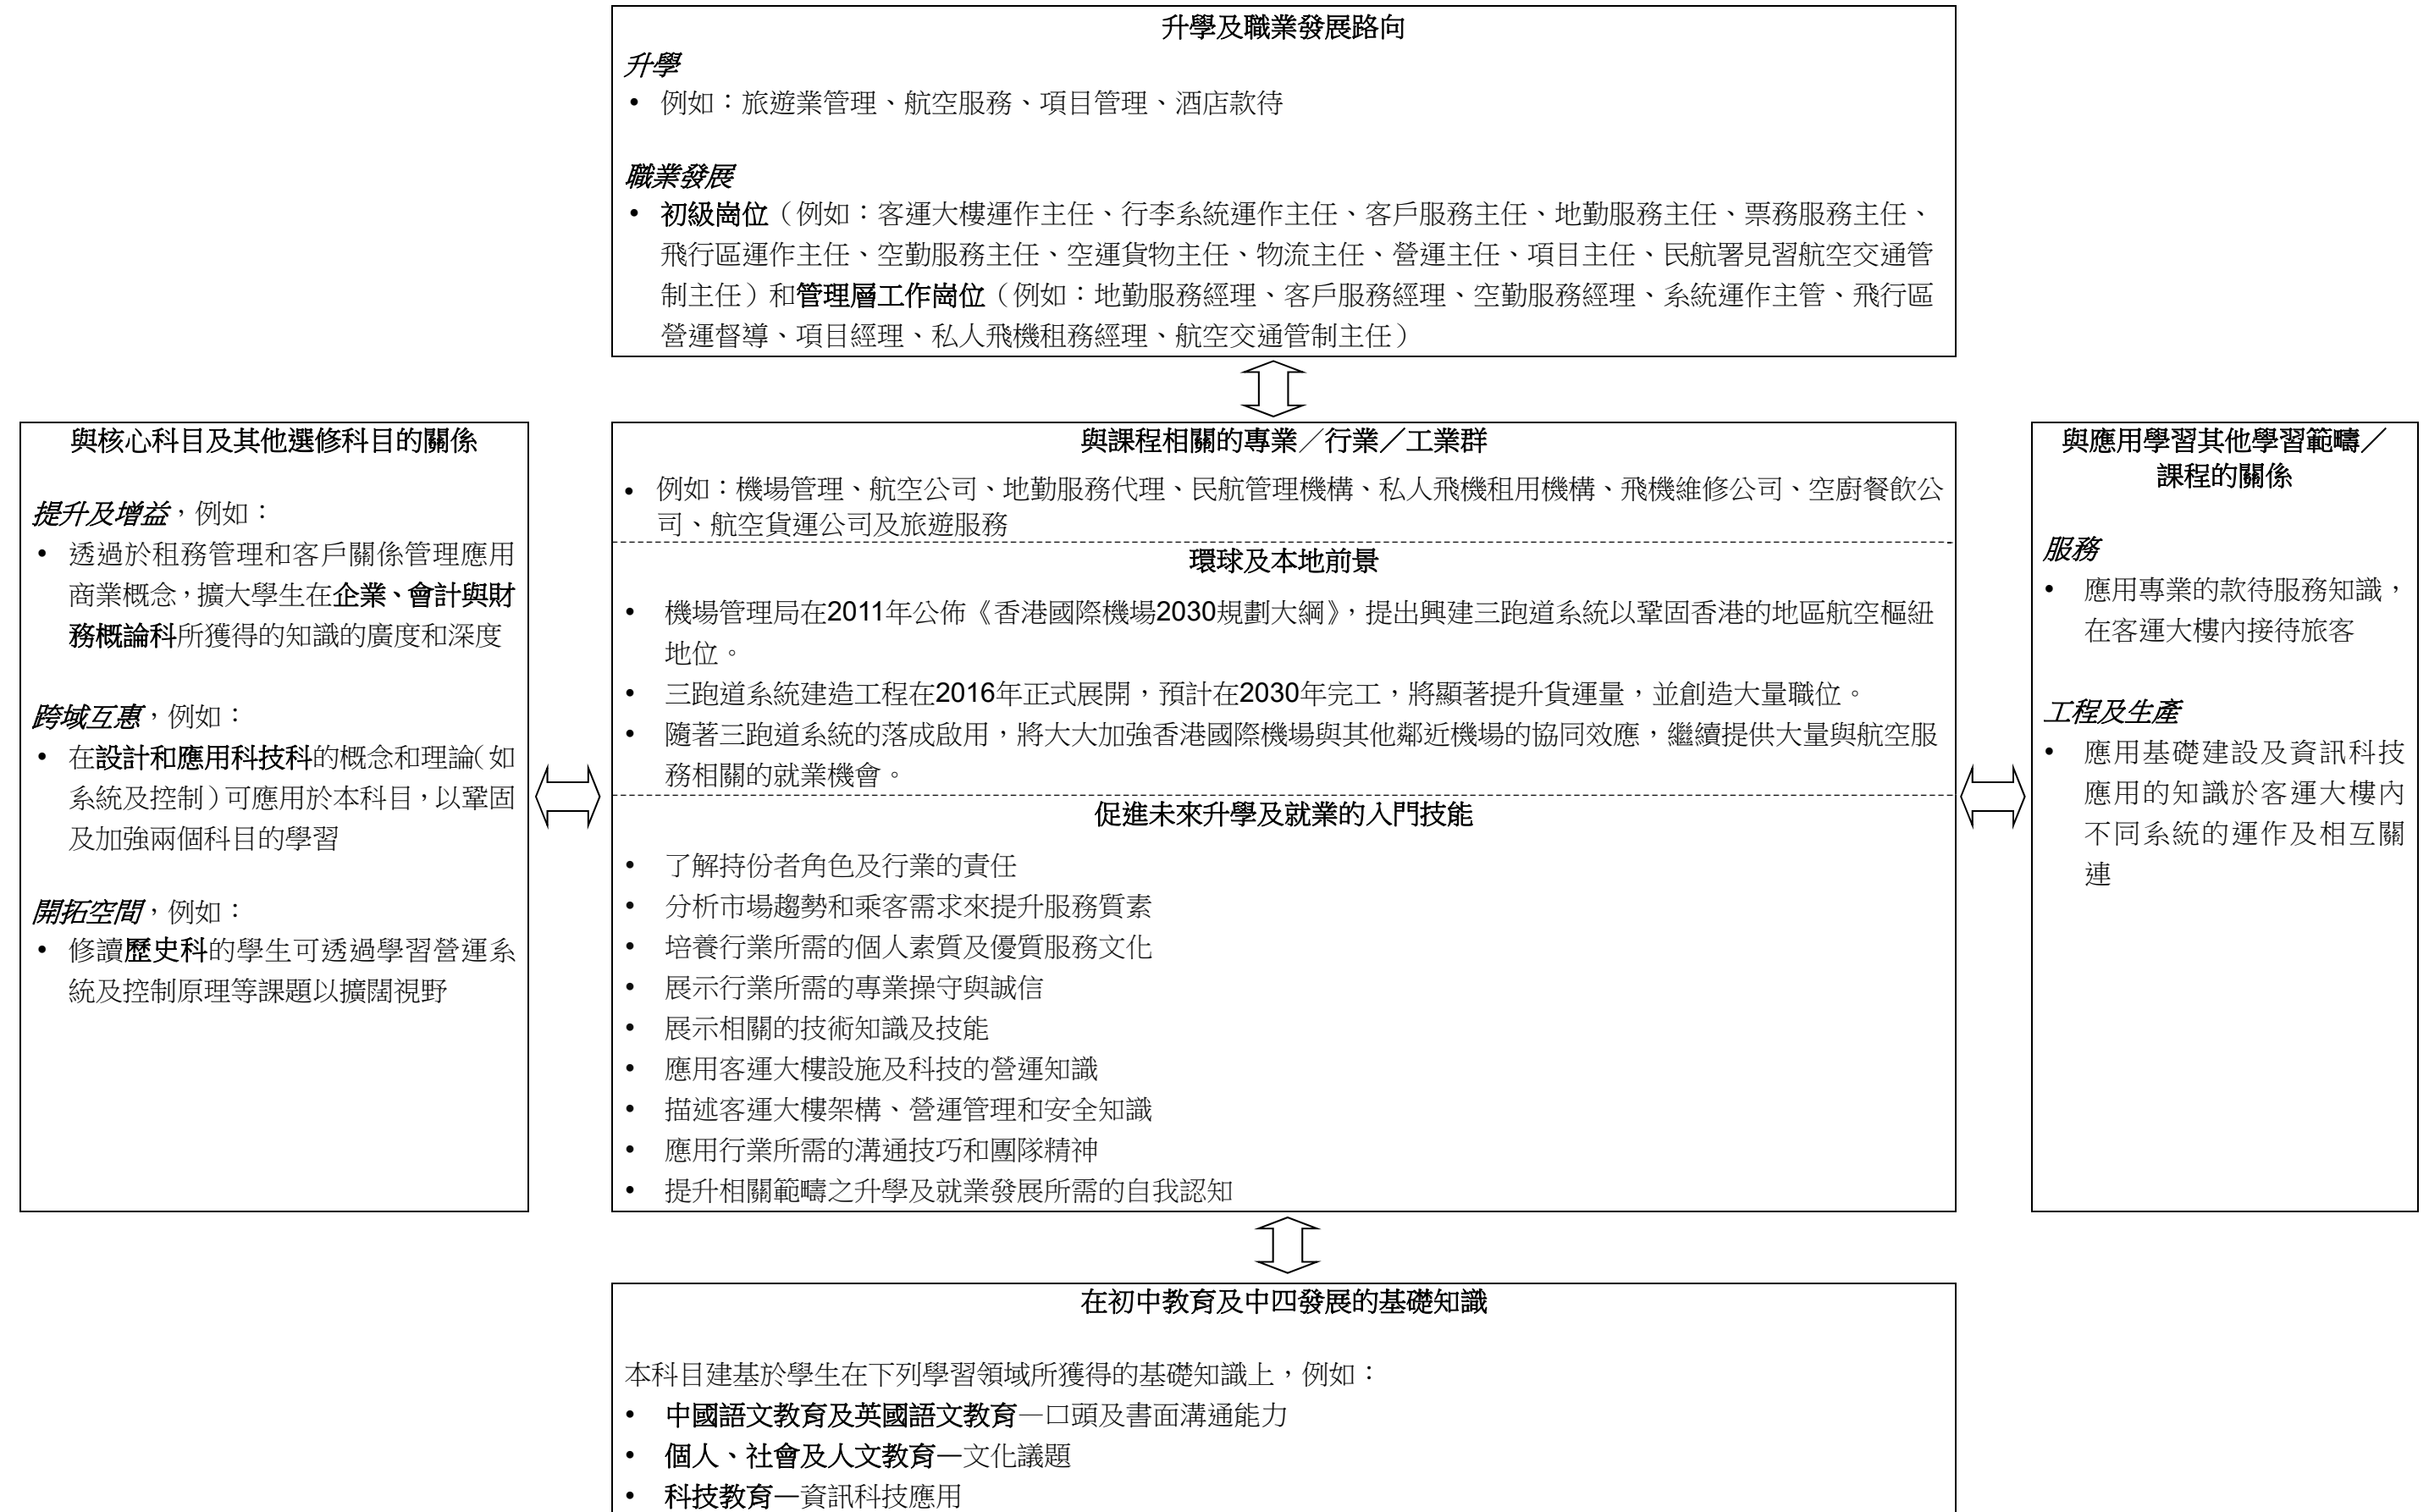 升學及職業發展路向
升學
• 例如：旅遊業管理、航空服務、項目管理、酒店款待
職業發展
• 初級崗位（例如：客運大樓運作主任、行李系統運作主任、客戶服務主任、地勤服務主任、票務服務主任、
飛行區運作主任、空勤服務主任、空運貨物主任、物流主任、營運主任、項目主任、民航署見習航空交通管
制主任）和管理層工作崗位（例如：地勤服務經理、客戶服務經理、空勤服務經理、系統運作主管、飛行區
營運督導、項目經理、私人飛機租務經理、航空交通管制主任）
與核心科目及其他選修科目的關係
提升及增益，例如：
• 透過於租務管理和客戶關係管理應用
商業概念，擴大學生在企業、會計與財
務概論科所獲得的知識的廣度和深度
跨域互惠，例如：
• 在設計和應用科技科的概念和理論（如
系統及控制）可應用於本科目，以鞏固
及加強兩個科目的學習
開拓空間，例如：
• 修讀歷史科的學生可透過學習營運系
統及控制原理等課題以擴闊視野
與課程相關的專業／行業／工業群
• 例如：機場管理、航空公司、地勤服務代理、民航管理機構、私人飛機租用機構、飛機維修公司、空廚餐飲公
司、航空貨運公司及旅遊服務
環球及本地前景
• 機場管理局在2011年公佈《香港國際機場2030規劃大綱》，提出興建三跑道系統以鞏固香港的地區航空樞紐
地位。
• 三跑道系統建造工程在2016年正式展開，預計在2030年完工，將顯著提升貨運量，並創造大量職位。
• 隨著三跑道系統的落成啟用，將大大加強香港國際機場與其他鄰近機場的協同效應，繼續提供大量與航空服
務相關的就業機會。
促進未來升學及就業的入門技能
• 了解持份者角色及行業的責任
• 分析市場趨勢和乘客需求來提升服務質素
• 培養行業所需的個人素質及優質服務文化
• 展示行業所需的專業操守與誠信
• 展示相關的技術知識及技能
• 應用客運大樓設施及科技的營運知識
• 描述客運大樓架構、營運管理和安全知識
• 應用行業所需的溝通技巧和團隊精神
• 提升相關範疇之升學及就業發展所需的自我認知
與應用學習其他學習範疇／
課程的關係
服務
• 應用專業的款待服務知識，
在客運大樓內接待旅客
工程及生產
• 應用基礎建設及資訊科技
應用的知識於客運大樓內
不同系統的運作及相互關
連
在初中教育及中四發展的基礎知識
本科目建基於學生在下列學習領域所獲得的基礎知識上，例如：
• 中國語文教育及英國語文教育—口頭及書面溝通能力
• 個人、社會及人文教育—文化議題
• 科技教育—資訊科技應用